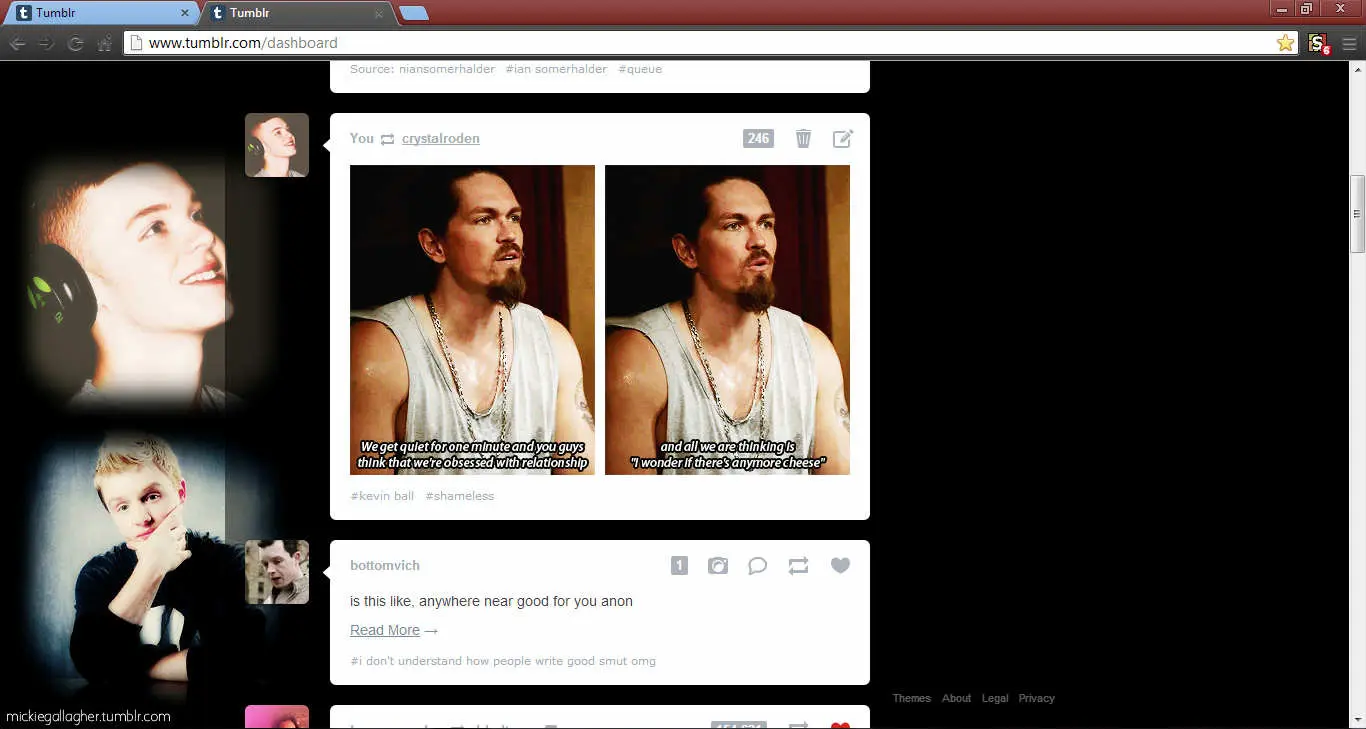 Tumblr
Tumblr
www.tumblr.com/dashboard
6
Source: niansomerhalder #ian somerhalder #queue
You crystalroden
246
We get quiet for one minute and you guys
think that we're obsessed with relationship
and all we are thinking is
"I wonder if there's anymore cheese"
#kevin ball #shameless
bottomvich
1
is this like, anywhere near good for you anon
Read More →
#i don't understand how people write good smut omg
Themes About Legal Privacy
mickiegallagher.tumblr.com